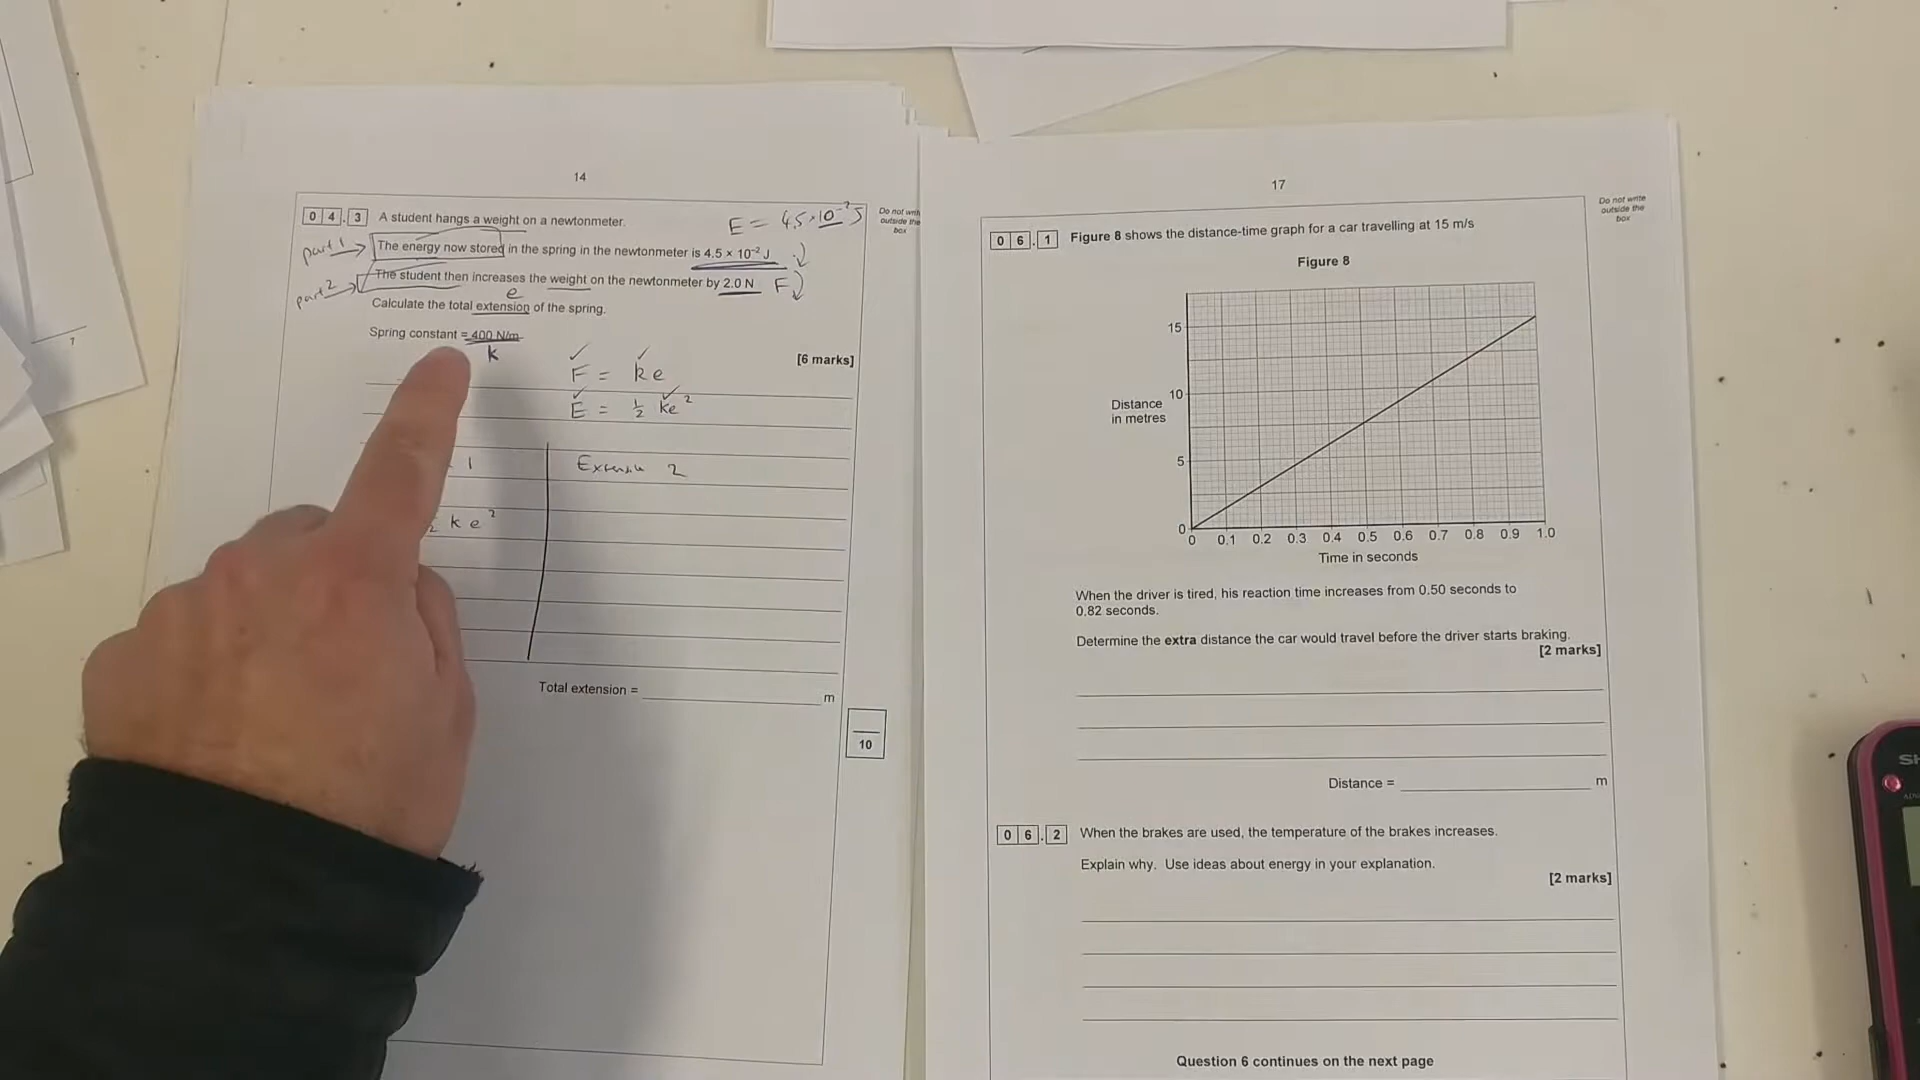 14
0 4 . 3 A student hangs a weight on a newtonmeter.
E = 4.5×10⁻² J
Do not write
outside the
box
part 1
The energy now stored in the spring in the newtonmeter is 4.5 × 10⁻² J
part 2
The student then increases the weight on the newtonmeter by 2.0 N
F
e
Calculate the total extension of the spring.
Spring constant = 400 N/m
k
[6 marks]
F = ke
E = ½ ke²
1
Extension 2
ke²
Total extension = m
10
7
17
Do not write
outside the
box
0 6 . 1 Figure 8 shows the distance-time graph for a car travelling at 15 m/s
Figure 8
15
10
5
0
Distance
in metres
0 0.1 0.2 0.3 0.4 0.5 0.6 0.7 0.8 0.9 1.0
Time in seconds
When the driver is tired, his reaction time increases from 0.50 seconds to
0.82 seconds.
Determine the extra distance the car would travel before the driver starts braking.
[2 marks]
Distance = m
0 6 . 2 When the brakes are used, the temperature of the brakes increases.
Explain why. Use ideas about energy in your explanation.
[2 marks]
Question 6 continues on the next page